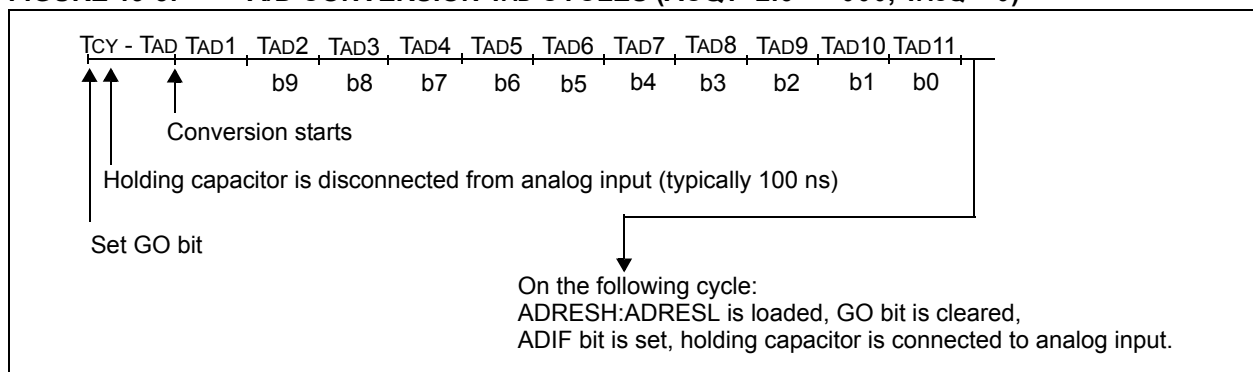 TCY - TAD TAD1 TAD2 TAD3 TAD4 TAD5 TAD6 TAD7 TAD8 TAD9 TAD10 TAD11
b9 b8 b7 b6 b5 b4 b3 b2 b1 b0
Conversion starts
Holding capacitor is disconnected from analog input (typically 100 ns)
Set GO bit
On the following cycle:
ADRESH:ADRESL is loaded, GO bit is cleared,
ADIF bit is set, holding capacitor is connected to analog input.